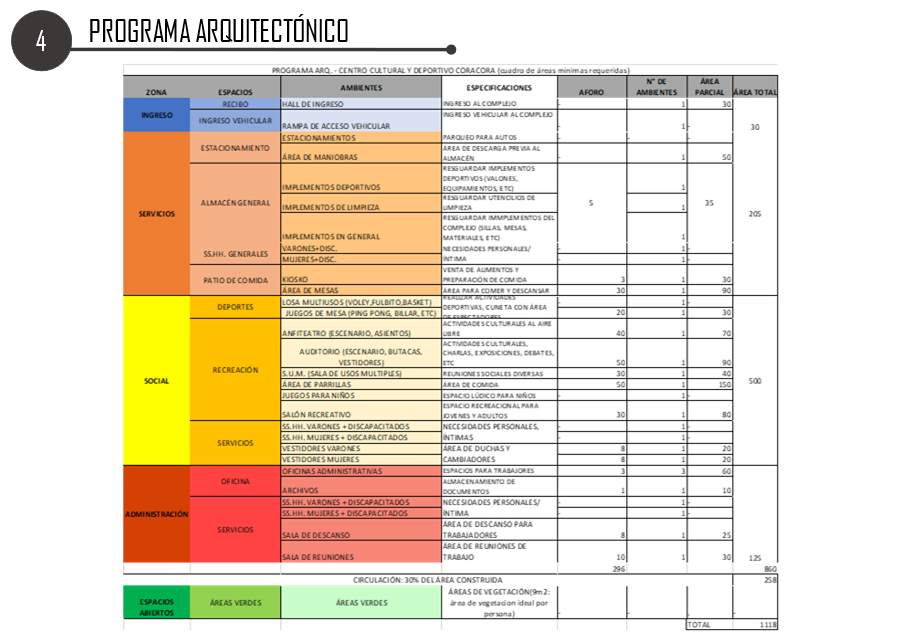 4
PROGRAMA ARQUITECTÓNICO
PROGRAMA ARQ. - CENTRO CULTURAL Y DEPORTIVO CORACORA (cuadro de áreas mínimas requeridas)
ZONA ESPACIOS AMBIENTES ESPECIFICACIONES AFORO N° DE AMBIENTES ÁREA PARCIAL ÁREA TOTAL
INGRESO RECIBO HALL DE INGRESO INGRESO AL COMPLEJO - 1 30
INGRESO VEHICULAR RAMPA DE ACCESO VEHICULAR INGRESO VEHICULAR AL COMPLEJO - 1 - 30
SERVICIOS ESTACIONAMIENTO ESTACIONAMIENTOS PARQUEO PARA AUTOS - - -
ÁREA DE MANIOBRAS ÁREA DE DESCARGA PREVIA AL
ALMACÉN - 1 50
ALMACÉN GENERAL IMPLEMENTOS DEPORTIVOS RESGUARDAR IMPLEMENTOS
DEPORTIVOS (VALONES,
EQUIPAMIENTOS, ETC) 1
IMPLEMENTOS DE LIMPIEZA RESGUARDAR UTENCILIOS DE
LIMPIEZA 5 1 35 205
IMPLEMENTOS EN GENERAL RESGUARDAR IMMPLEMENTOS DEL
COMPLEJO (SILLAS, MESAS,
MATERIALES, ETC) 1
SS.HH. GENERALES VARONES+DISC. NECESIDADES PERSONALES/ - 1 -
MUJERES+DISC. ÍNTIMA - 1 -
PATIO DE COMIDA KIOSKO VENTA DE ALIMENTOS Y
PREPARACIÓN DE COMIDA 3 1 30
ÁREA DE MESAS ÁREA PARA COMER Y DESCANSAR 30 1 90
SOCIAL DEPORTES LOSA MULTIUSOS (VOLEY,FULBITO,BASKET) REALIZAR ACTIVIDADES - 1 -
JUEGOS DE MESA (PING PONG, BILLAR, ETC) DEPORTIVAS, CUNETA CON ÁREA
DE ESPECTADORES 20 1 30
RECREACIÓN ANFITEATRO (ESCENARIO, ASIENTOS) ACTIVIDADES CULTURALES AL AIRE
LIBRE 40 1 70
AUDITORIO (ESCENARIO, BUTACAS,
VESTIDORES) ACTIVIDADES CULTURALES,
CHARLAS, EXPOSICIONES, DEBATES,
ETC 50 1 90
S.U.M. (SALA DE USOS MULTIPLES) REUNIONES SOCIALES DIVERSAS 30 1 40
ÁREA DE PARRILLAS ÁREA DE COMIDA 50 1 150 500
JUEGOS PARA NIÑOS ESPACIO LÚDICO PARA NIÑOS - 1 -
SALÓN RECREATIVO ESPACIO RECREACIONAL PARA
JOVENES Y ADULTOS 30 1 80
SERVICIOS SS.HH. VARONES + DISCAPACITADOS NECESIDADES PERSONALES, - 1 -
SS.HH. MUJERES + DISCAPACITADOS ÍNTIMAS - 1 -
VESTIDORES VARONES ÁREA DE DUCHAS Y 8 1 20
VESTIDORES MUJERES CAMBIADORES 8 1 20
ADMINISTRACIÓN OFICINA OFICINAS ADMINISTRATIVAS ESPACIOS PARA TRABAJORES 3 3 60
ARCHIVOS ALMACENAMIENTO DE
DOCUMENTOS 1 1 10
SERVICIOS SS.HH. VARONES + DISCAPACITADOS NECESIDADES PERSONALES/ - 1 -
SS.HH. MUJERES + DISCAPACITADOS ÍNTIMA - 1 -
SALA DE DESCANSO ÁREA DE DESCANSO PARA
TRABAJADORES 8 1 25
SALA DE REUNIONES ÁREA DE REUNIONES DE
TRABAJO 10 1 30 125
296 860
CIRCULACIÓN: 30% DEL ÁREA CONSTRUIDA 258
ESPACIOS ABIERTOS ÁREAS VERDES ÁREAS VERDES ÁREAS DE VEGETACIÓN(9m2:
área de vegetacion ideal por
persona) - - - -
TOTAL 1118